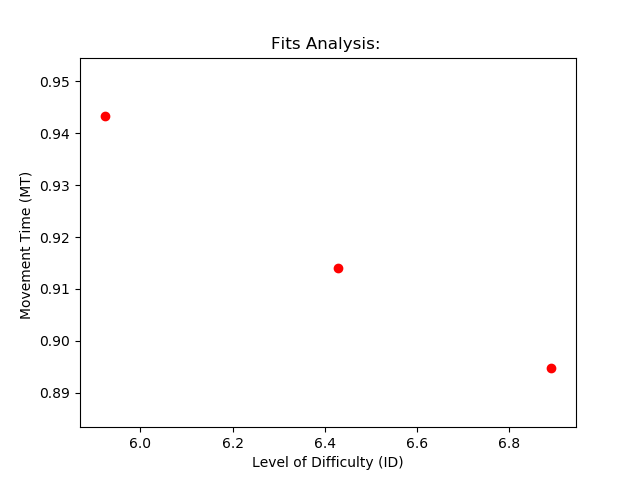 Fits Analysis:
Movement Time (MT)
0.95
0.94
0.93
0.92
0.91
0.90
0.89
6.0 6.2 6.4 6.6 6.8
Level of Difficulty (ID)